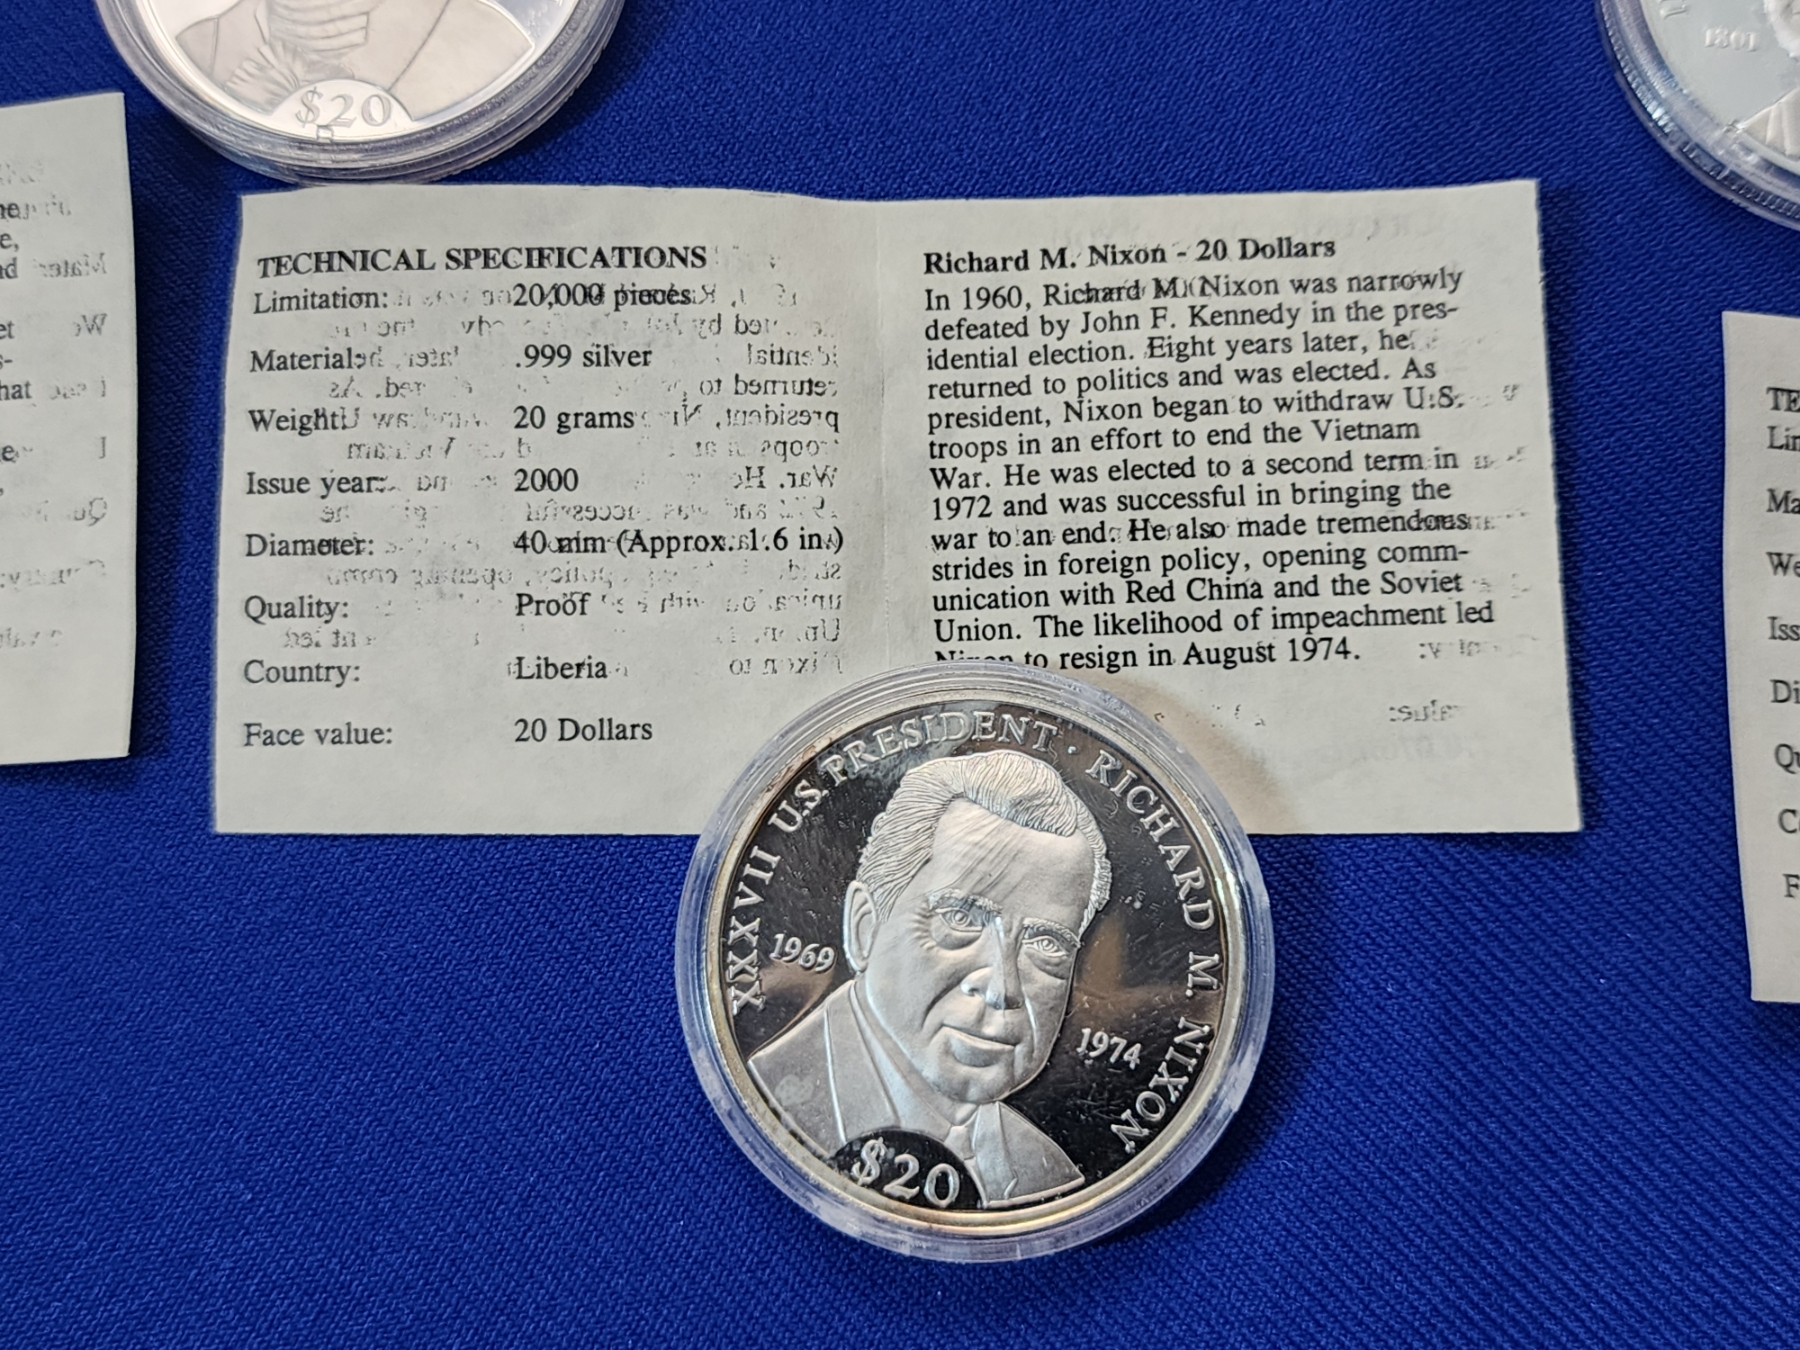 $20
1801
TECHNICAL SPECIFICATIONS
Limitation: 20,000 pieces
Material: .999 silver
Weight: 20 grams
Issue year: 2000
Diameter: 40 mm (Approx. 1.6 in.)
Quality: Proof
Country: Liberia
Face value: 20 Dollars
Richard M. Nixon - 20 Dollars
In 1960, Richard M. Nixon was narrowly
defeated by John F. Kennedy in the pres-
idential election. Eight years later, he
returned to politics and was elected. As
president, Nixon began to withdraw U.S.
troops in an effort to end the Vietnam
War. He was elected to a second term in
1972 and was successful in bringing the
war to an end. He also made tremendous
strides in foreign policy, opening comm-
unication with Red China and the Soviet
Union. The likelihood of impeachment led
Nixon to resign in August 1974.
XXXVII U.S. PRESIDENT · RICHARD M. NIXON
1969
1974
$20